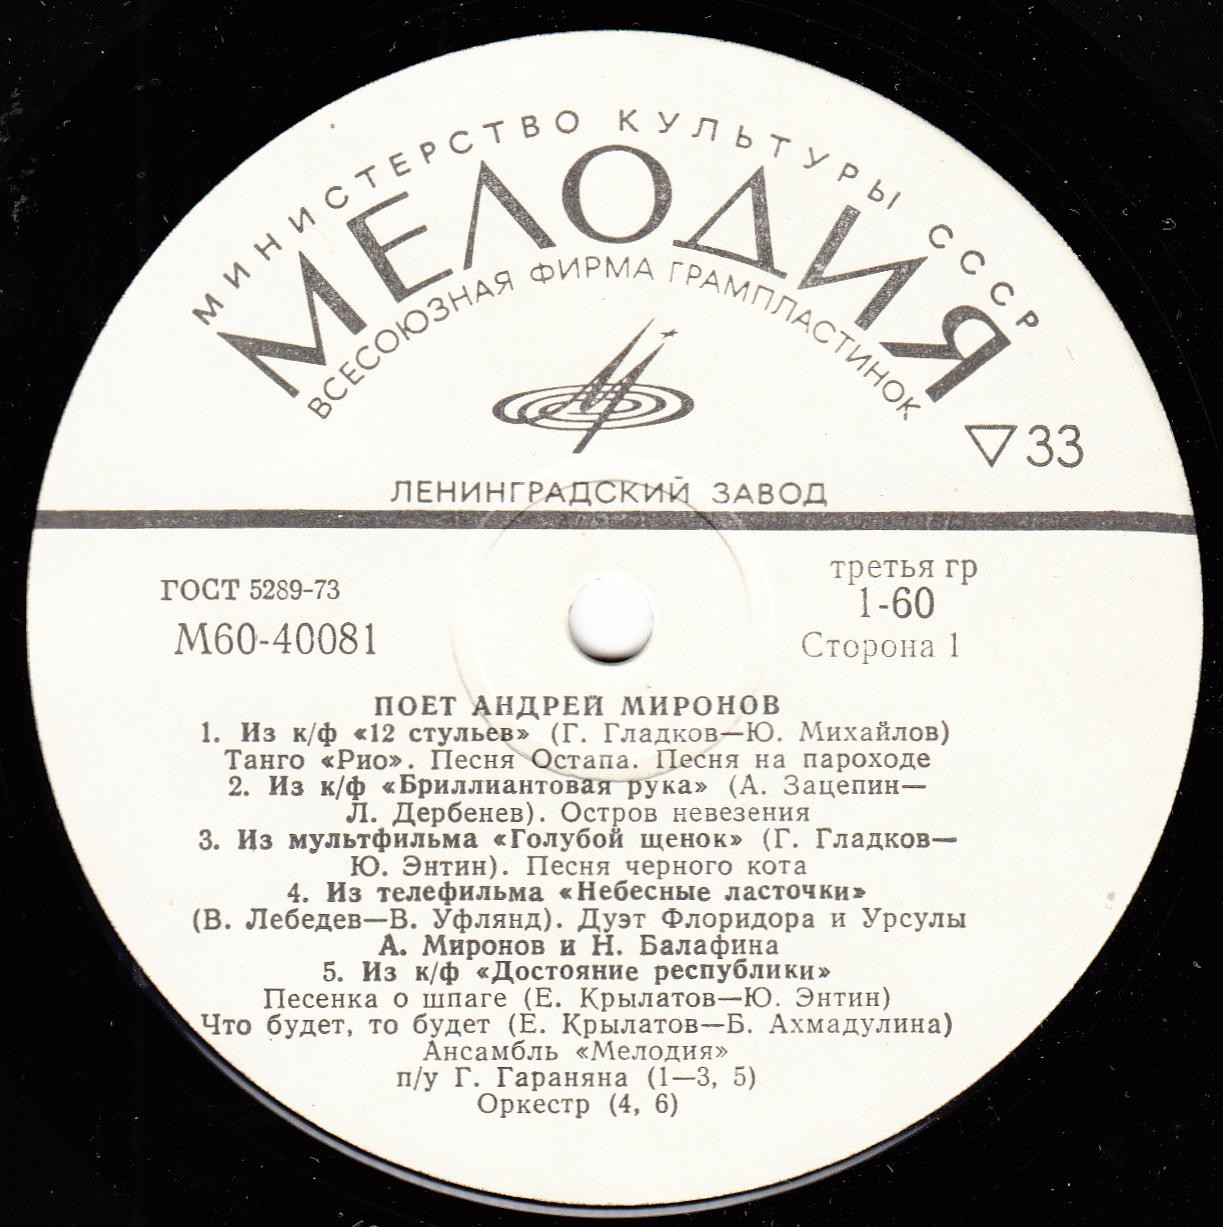 МИНИСТЕРСТВО КУЛЬТУРЫ СССР
МЕЛОДИЯ
ВСЕСОЮЗНАЯ ФИРМА ГРАМПЛАСТИНОК
▽33
ЛЕНИНГРАДСКИЙ ЗАВОД
третья гр
ГОСТ 5289-73
1-60
М60-40081
Сторона 1
ПОЕТ АНДРЕЙ МИРОНОВ
1. Из к/ф «12 стульев» (Г. Гладков—Ю. Михайлов)
Танго «Рио». Песня Остапа. Песня на пароходе
2. Из к/ф «Бриллиантовая рука» (А. Зацепин—
Л. Дербенев). Остров невезения
3. Из мультфильма «Голубой щенок» (Г. Гладков—
Ю. Энтин). Песня черного кота
4. Из телефильма «Небесные ласточки»
(В. Лебедев—В. Уфлянд). Дуэт Флоридора и Урсулы
А. Миронов и Н. Балафина
5. Из к/ф «Достояние республики»
Песенка о шпаге (Е. Крылатов—Ю. Энтин)
Что будет, то будет (Е. Крылатов—Б. Ахмадулина)
Ансамбль «Мелодия»
п/у Г. Гараняна (1—3, 5)
Оркестр (4, 6)